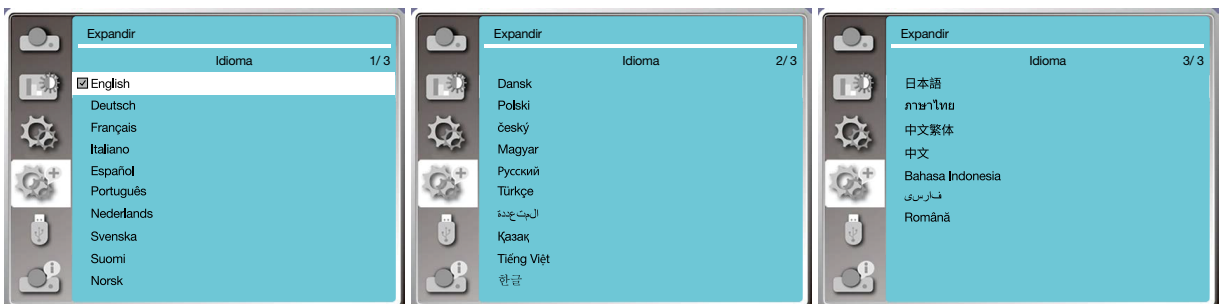 Expandir
Idioma 1/3
English
Deutsch
Français
Italiano
Español
Português
Nederlands
Svenska
Suomi
Norsk
Expandir
Idioma 2/3
Dansk
Polski
český
Magyar
Русский
Türkçe
المتعددة
Қазақ
Tiếng Việt
한글
Expandir
Idioma 3/3
日本語
ภาษาไทย
中文繁体
中文
Bahasa Indonesia
فارسی
Română